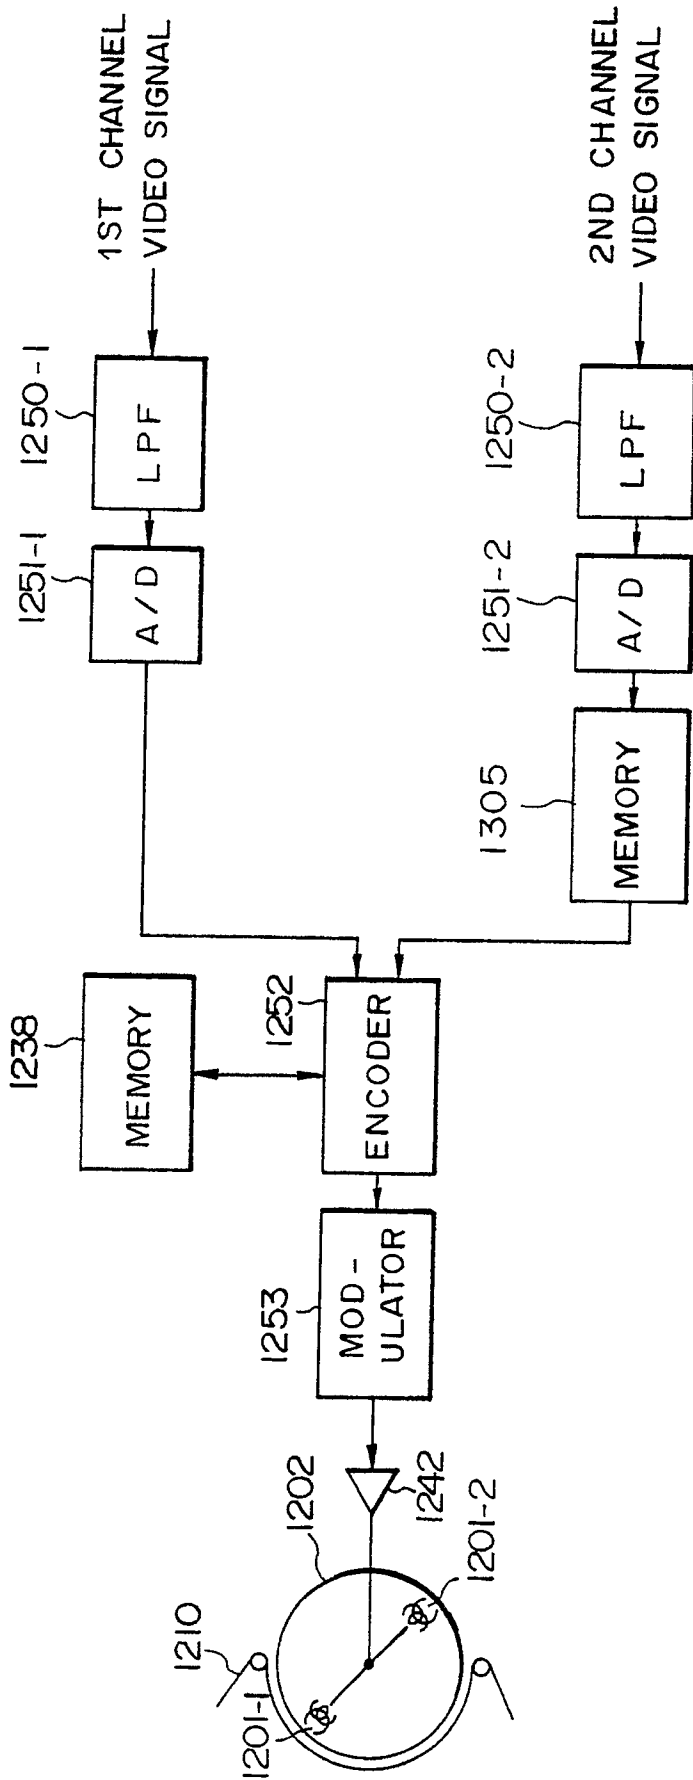 1ST CHANNEL
VIDEO SIGNAL
1250-1
LPF
1251-1
A/D
2ND CHANNEL
VIDEO SIGNAL
1250-2
LPF
1251-2
A/D
1305
MEMORY
1238
MEMORY
1252
ENCODER
1253
MOD-
ULATOR
1242
1202
1201-2
1210
1201-1